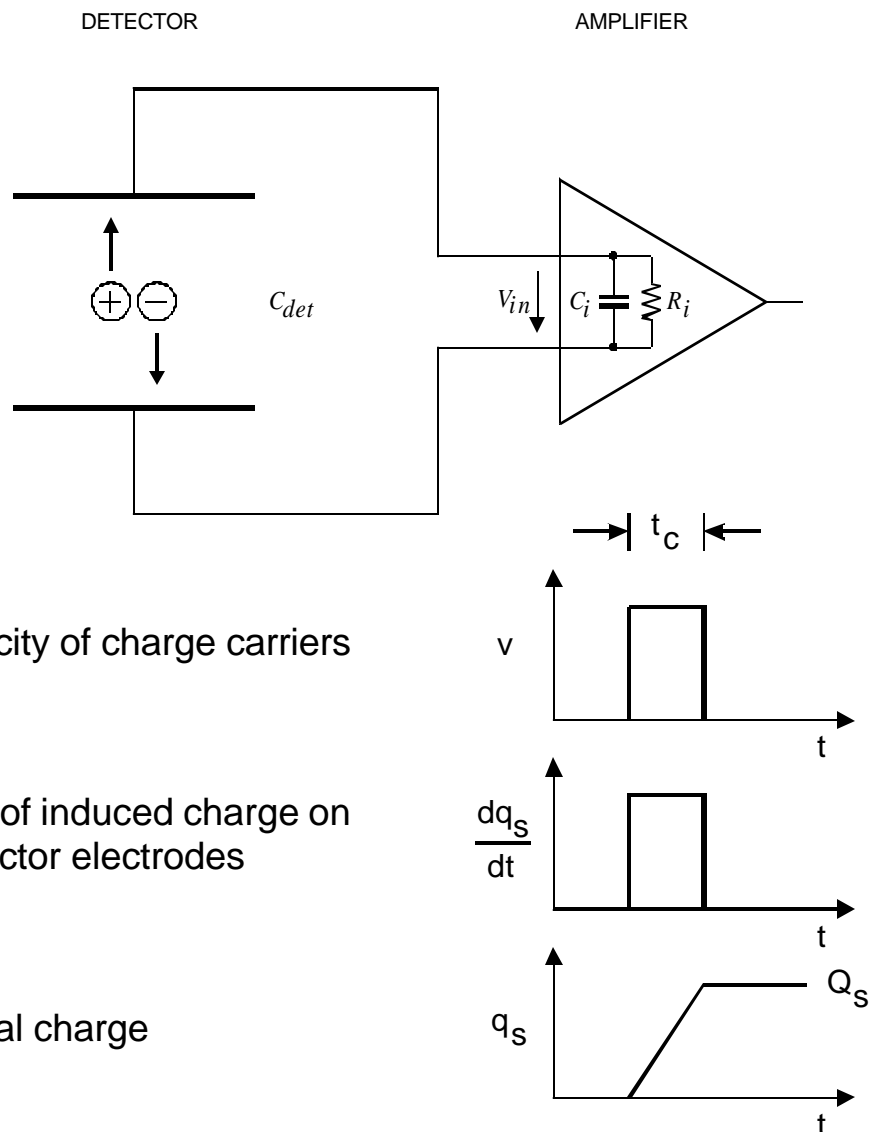 DETECTOR AMPLIFIER
+ −
C_det
V_in
C_i
R_i
t_c
city of charge carriers
v
t
of induced charge on
ctor electrodes
dq_s
dt
t
Q_s
al charge
q_s
t